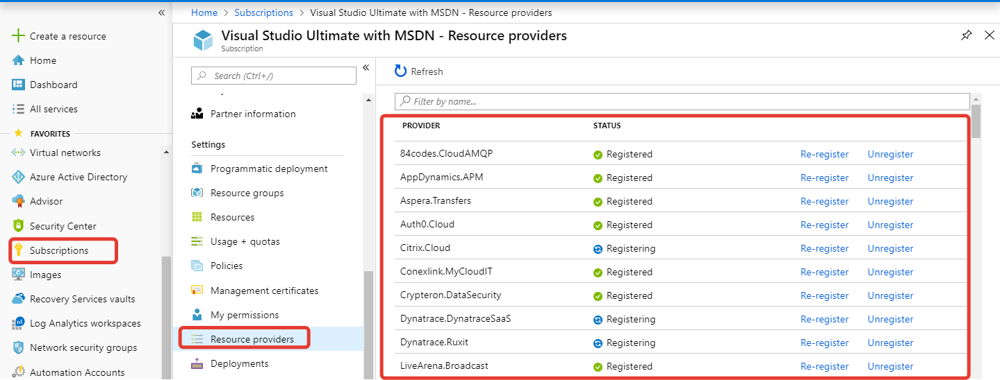 «
Create a resource
Home
Dashboard
All services
FAVORITES
Virtual networks
Azure Active Directory
Advisor
Security Center
Subscriptions
Images
Recovery Services vaults
Log Analytics workspaces
Network security groups
Automation Accounts
Home > Subscriptions > Visual Studio Ultimate with MSDN - Resource providers
Visual Studio Ultimate with MSDN - Resource providers
Subscription
Search (Ctrl+/)
«
Partner information
Settings
Programmatic deployment
Resource groups
Resources
Usage + quotas
Policies
Management certificates
My permissions
Resource providers
Deployments
Refresh
Filter by name...
PROVIDER STATUS
84codes.CloudAMQP Registered Re-register Unregister
AppDynamics.APM Registered Re-register Unregister
Aspera.Transfers Registered Re-register Unregister
Auth0.Cloud Registered Re-register Unregister
Citrix.Cloud Registering Re-register Unregister
Conexlink.MyCloudIT Registered Re-register Unregister
Crypteron.DataSecurity Registered Re-register Unregister
Dynatrace.DynatraceSaaS Registering Re-register Unregister
Dynatrace.Ruxit Registering Re-register Unregister
LiveArena.Broadcast Registered Re-register Unregister